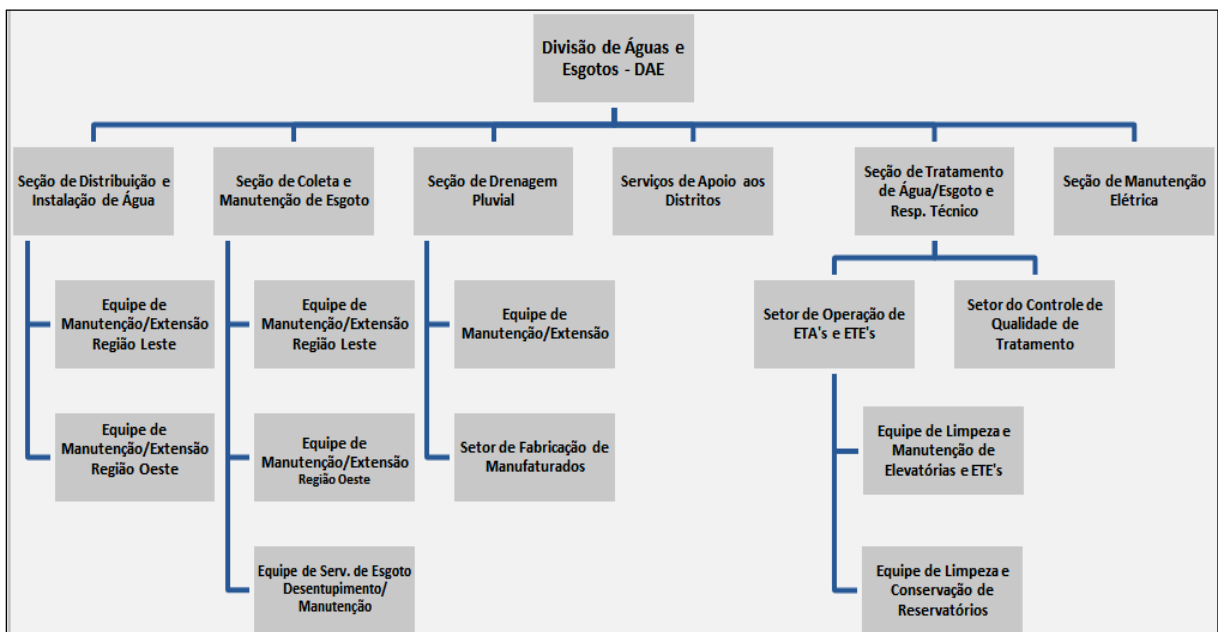 Divisão de Águas e
Esgotos - DAE
Seção de Distribuição e
Instalação de Água
Seção de Coleta e
Manutenção de Esgoto
Seção de Drenagem
Pluvial
Serviços de Apoio aos
Distritos
Seção de Tratamento
de Água/Esgoto e
Resp. Técnico
Seção de Manutenção
Elétrica
Equipe de
Manutenção/Extensão
Região Leste
Equipe de
Manutenção/Extensão
Região Leste
Equipe de
Manutenção/Extensão
Setor de Operação de
ETA's e ETE's
Setor do Controle de
Qualidade de
Tratamento
Equipe de
Manutenção/Extensão
Região Oeste
Equipe de
Manutenção/Extensão
Região Oeste
Setor de Fabricação de
Manufaturados
Equipe de Limpeza e
Manutenção de
Elevatórias e ETE's
Equipe de Serv. de Esgoto
Desentupimento/
Manutenção
Equipe de Limpeza e
Conservação de
Reservatórios